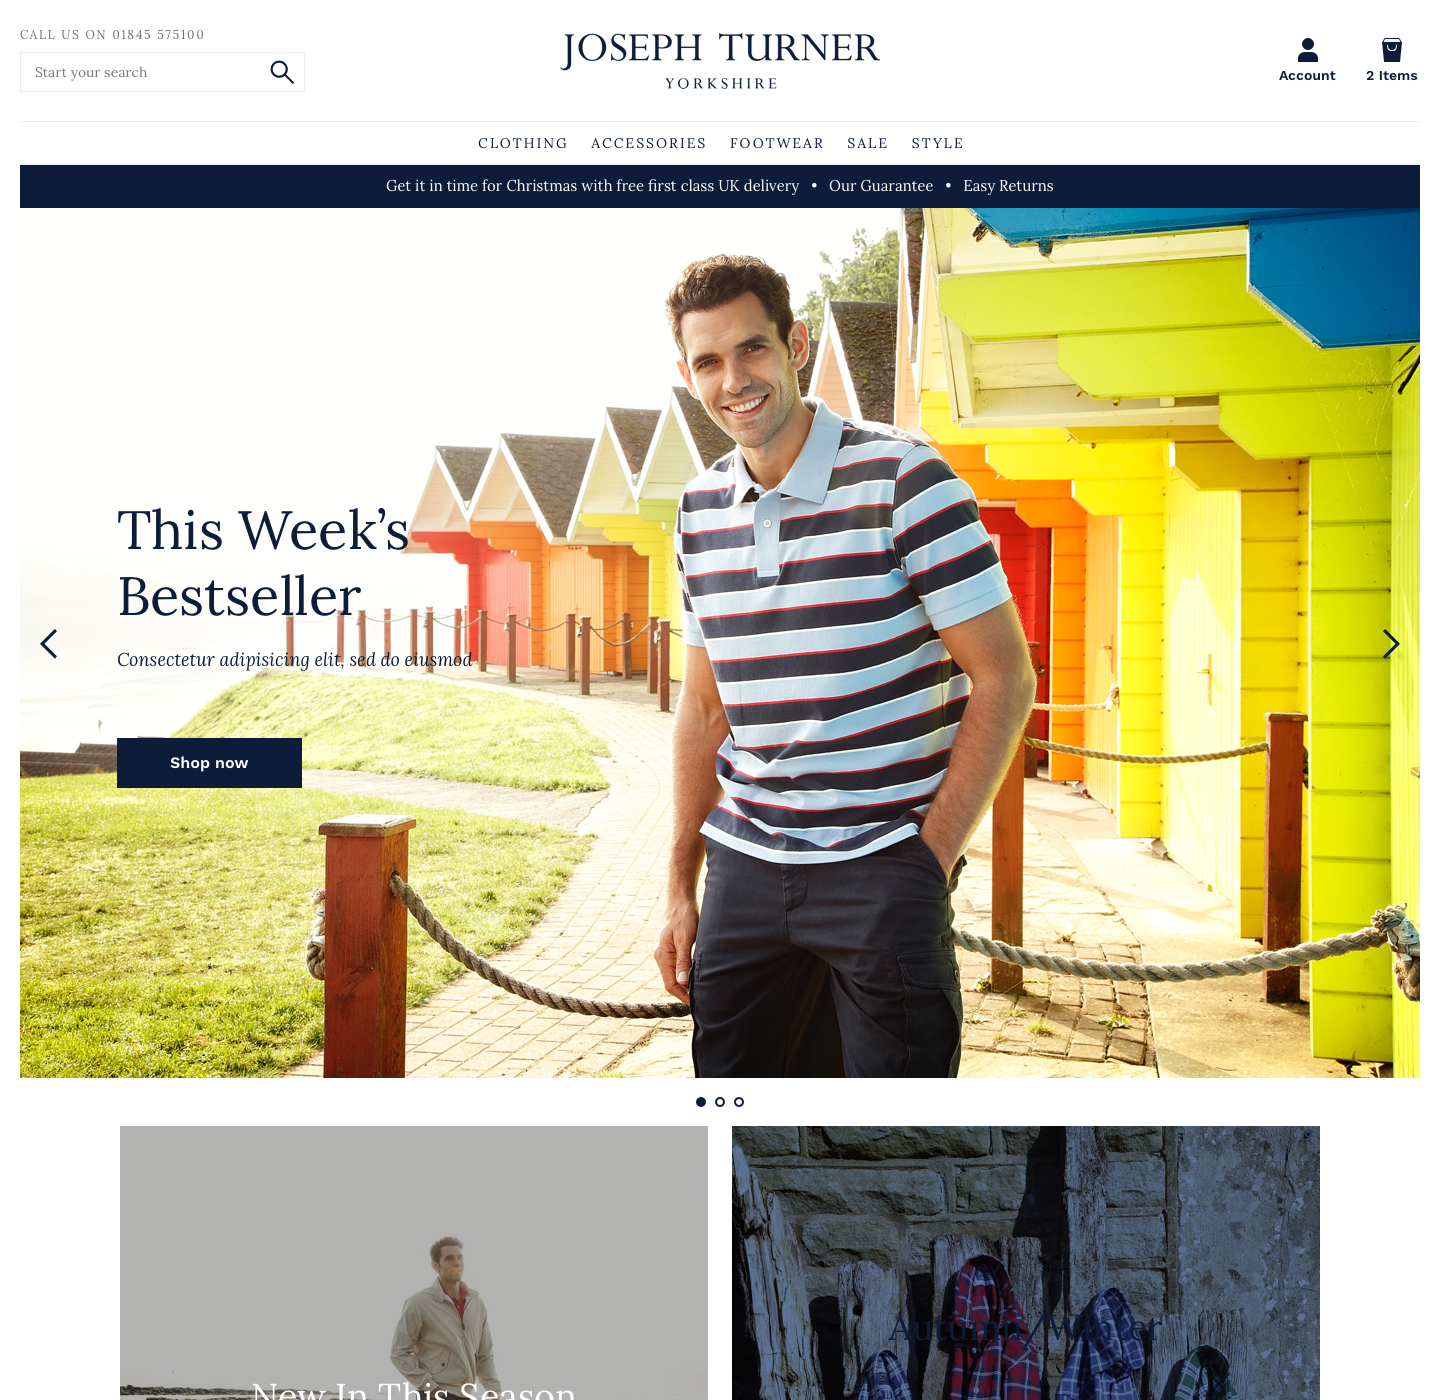 CALL US ON 01845 575100
Start your search
JOSEPH TURNER
YORKSHIRE
Account
2 Items
CLOTHING ACCESSORIES FOOTWEAR SALE STYLE
Get it in time for Christmas with free first class UK delivery • Our Guarantee • Easy Returns
This Week’s
Bestseller
Consectetur adipisicing elit, sed do eiusmod
Shop now
Autumn/Winter
New In This Season